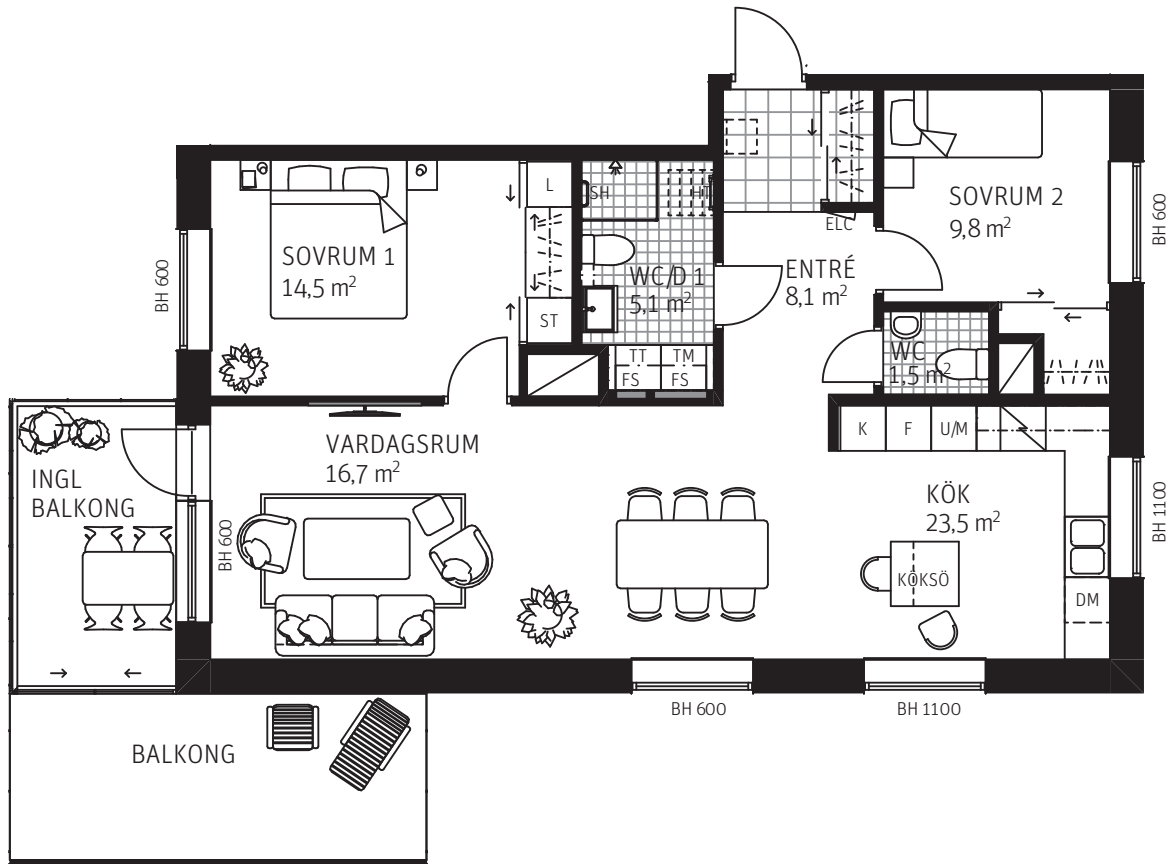 SH
HT
L
ELC
SOVRUM 2
9,8 m²
BH 600
SOVRUM 1
14,5 m²
BH 600
WC/D 1
5,1 m²
ENTRÉ
8,1 m²
ST
TT
TM
FS
FS
WC
1,5 m²
VARDAGSRUM
16,7 m²
K
F
U/M
INGL
BALKONG
BH 600
KÖK
23,5 m²
BH 1100
KÖKSÖ
DM
BH 600
BH 1100
BALKONG